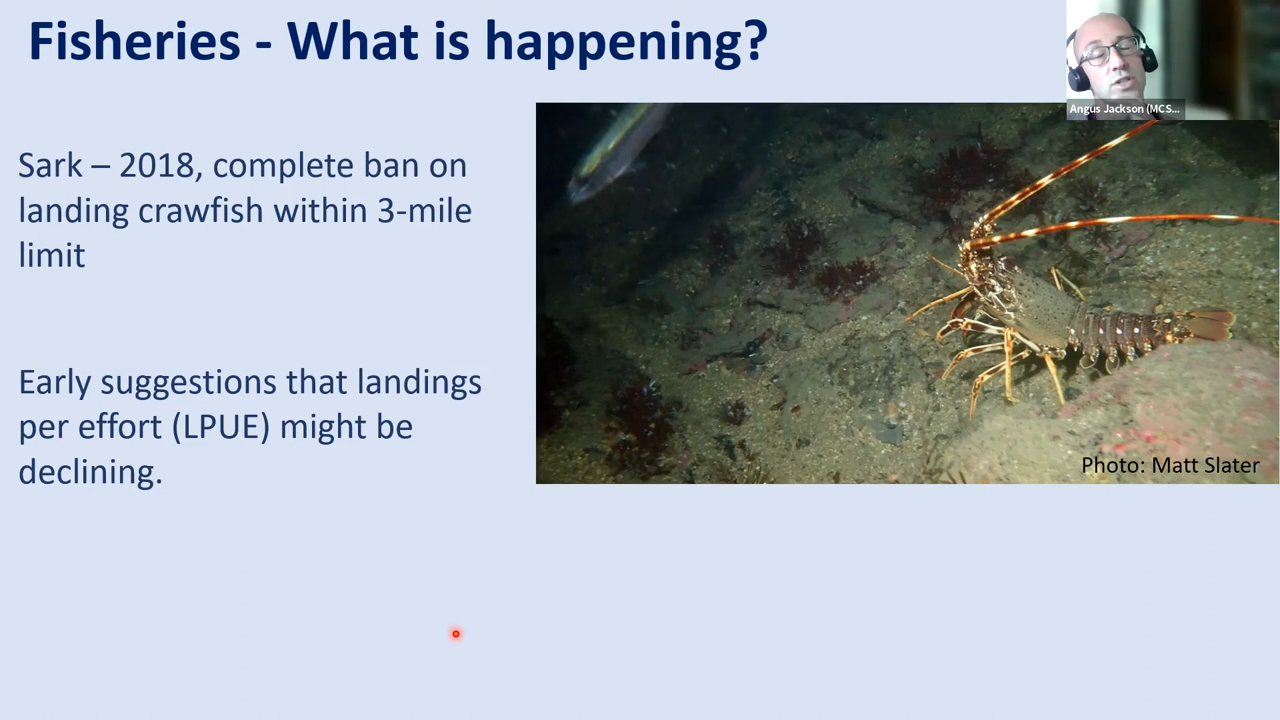 Fisheries - What is happening?
Angus Jackson (MCS...
Sark – 2018, complete ban on
landing crawfish within 3-mile
limit
Early suggestions that landings
per effort (LPUE) might be
declining.
Photo: Matt Slater